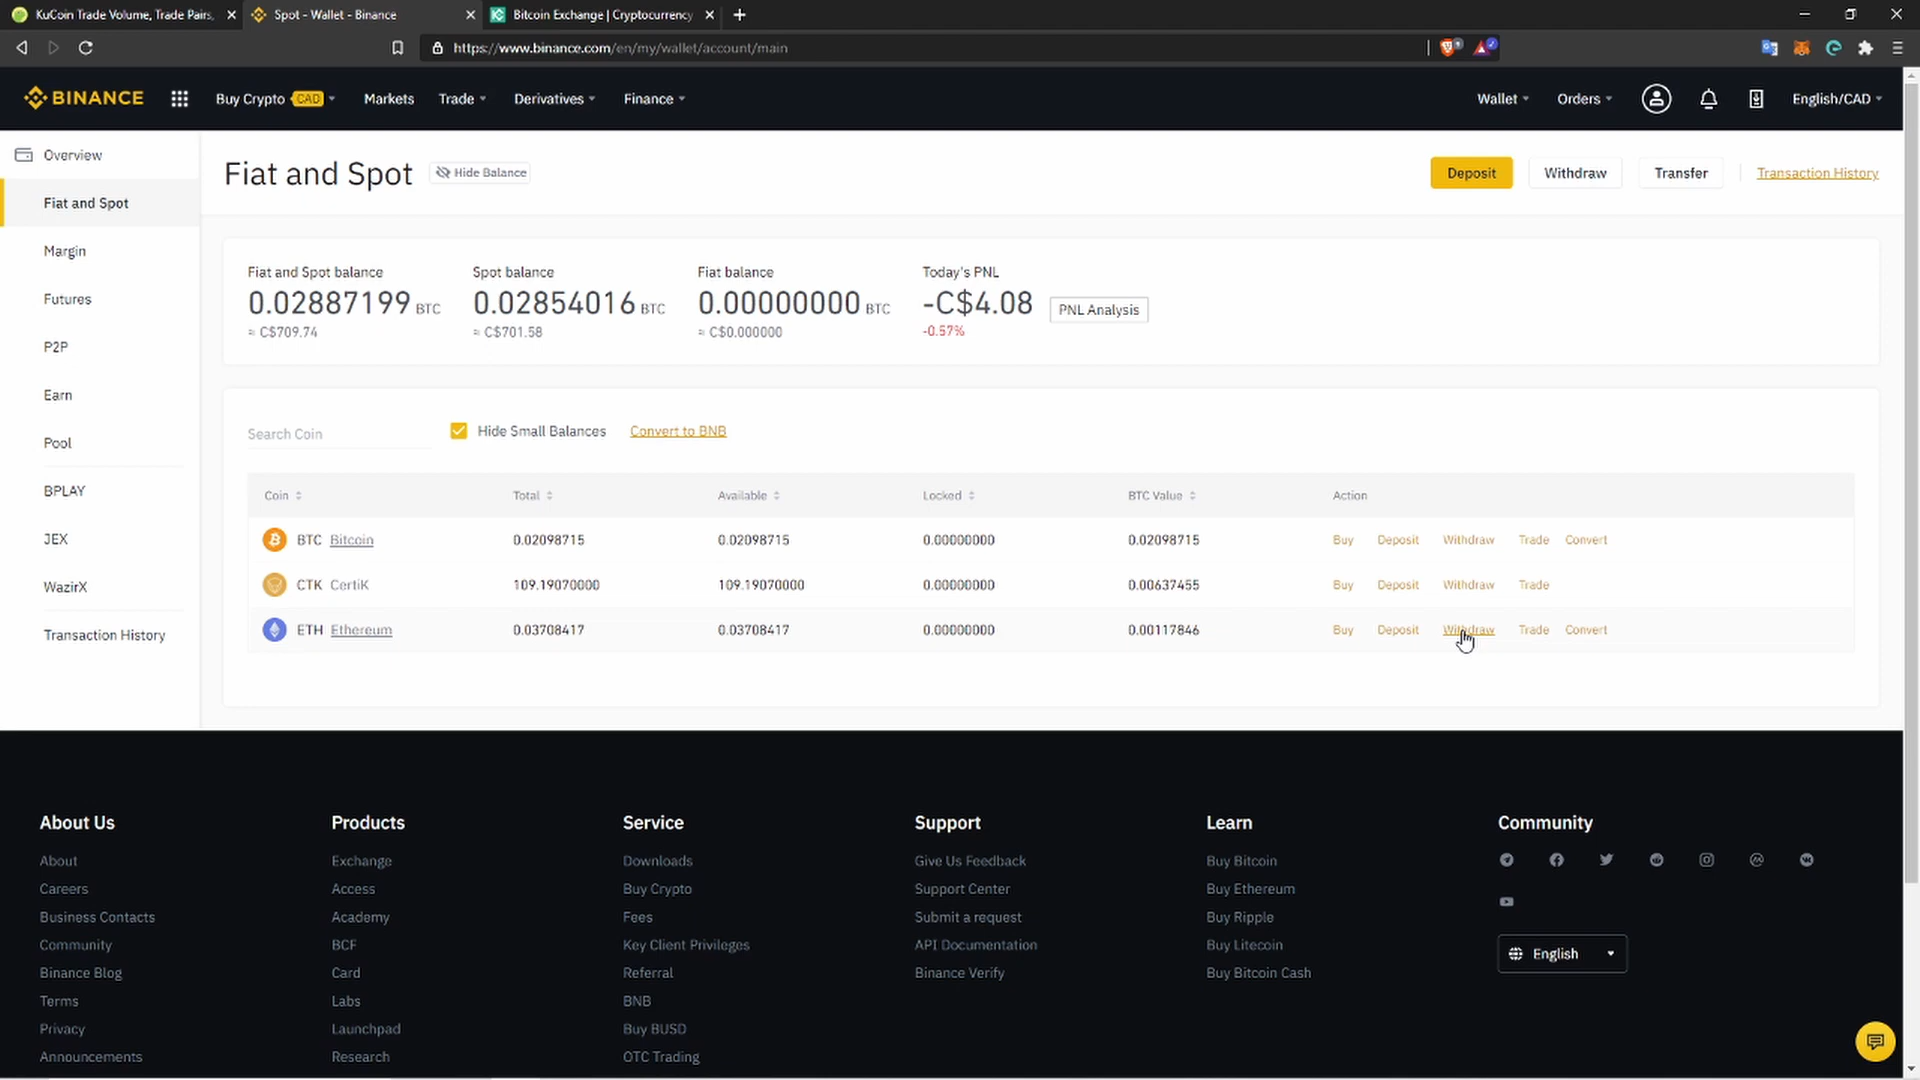 KuCoin Trade Volume, Trade Pairs,
Spot - Wallet - Binance
Bitcoin Exchange | Cryptocurrency
https://www.binance.com/en/my/wallet/account/main
BINANCE
Buy Crypto CAD
Markets
Trade
Derivatives
Finance
Wallet
Orders
English/CAD
Overview
Fiat and Spot
Margin
Futures
P2P
Earn
Pool
BPLAY
JEX
WazirX
Transaction History
Fiat and Spot
Hide Balance
Deposit
Withdraw
Transfer
Transaction History
Fiat and Spot balance
0.02887199 BTC
≈ C$709.74
Spot balance
0.02854016 BTC
≈ C$701.58
Fiat balance
0.00000000 BTC
≈ C$0.000000
Today's PNL
-C$4.08
-0.57%
PNL Analysis
Search Coin
Hide Small Balances
Convert to BNB
Coin Total Available Locked BTC Value Action
BTC Bitcoin 0.02098715 0.02098715 0.00000000 0.02098715 Buy Deposit Withdraw Trade Convert
CTK CertiK 109.19070000 109.19070000 0.00000000 0.00637455 Buy Deposit Withdraw Trade
ETH Ethereum 0.03708417 0.03708417 0.00000000 0.00117846 Buy Deposit Withdraw Trade Convert
About Us
About
Careers
Business Contacts
Community
Binance Blog
Terms
Privacy
Announcements
Products
Exchange
Access
Academy
BCF
Card
Labs
Launchpad
Research
Service
Downloads
Buy Crypto
Fees
Key Client Privileges
Referral
BNB
Buy BUSD
OTC Trading
Support
Give Us Feedback
Support Center
Submit a request
API Documentation
Binance Verify
Learn
Buy Bitcoin
Buy Ethereum
Buy Ripple
Buy Litecoin
Buy Bitcoin Cash
Community
English